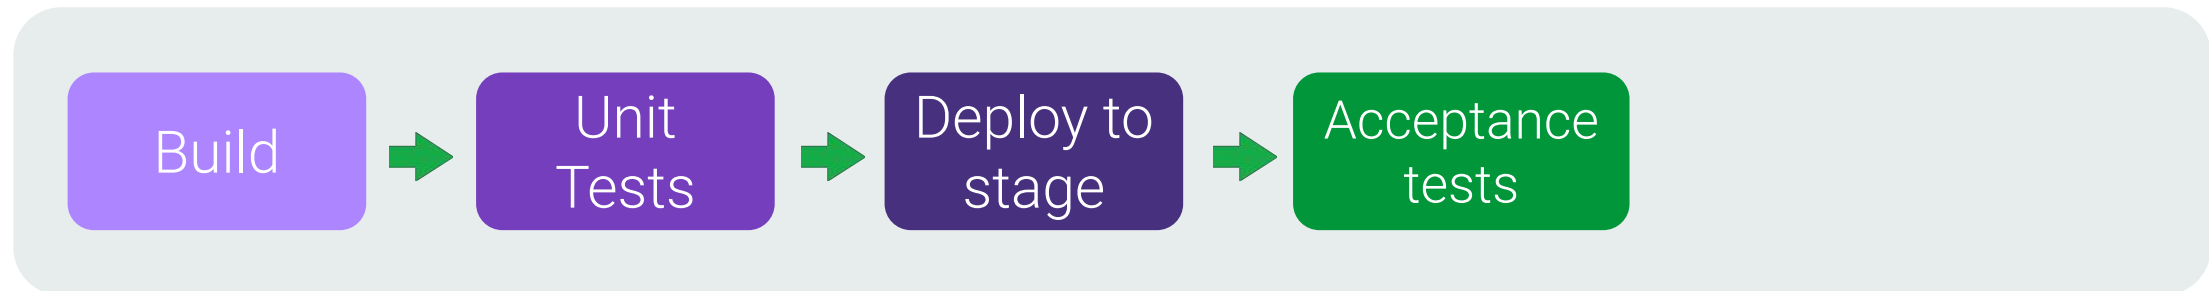 Build
Unit
Tests
Deploy to
stage
Acceptance
tests